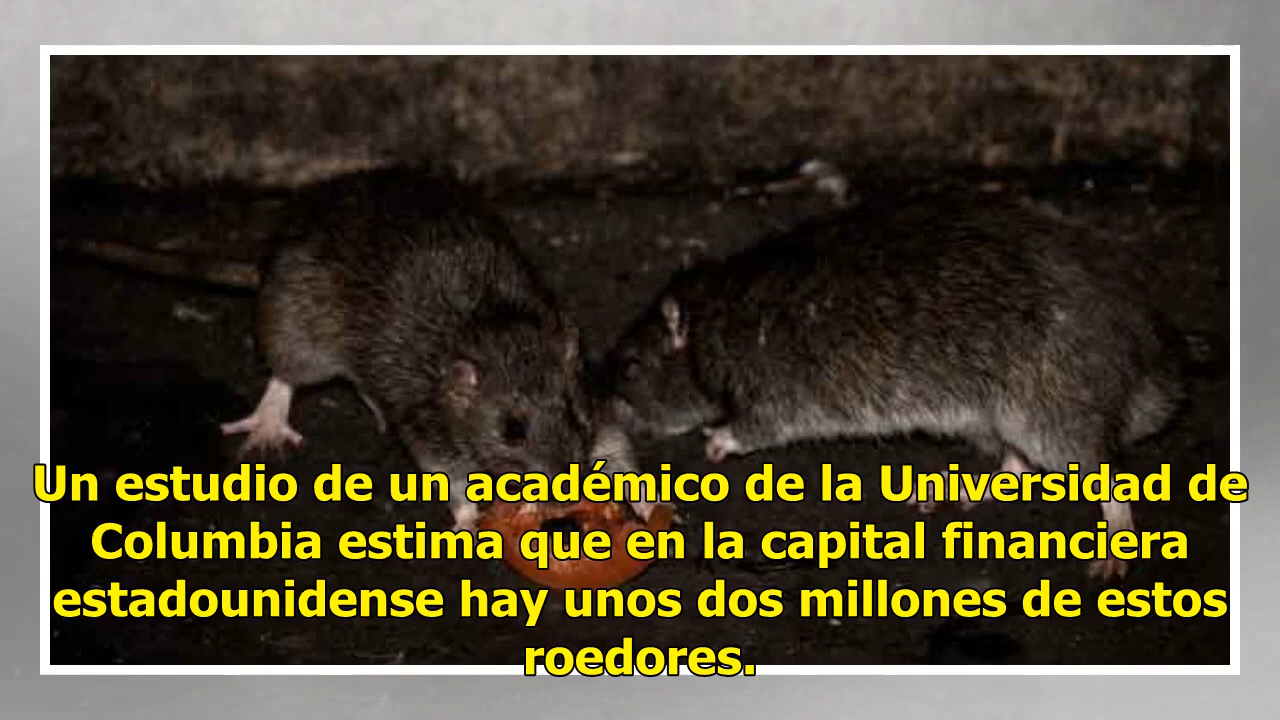 Un estudio de un académico de la Universidad de
Columbia estima que en la capital financiera
estadounidense hay unos dos millones de estos
roedores.